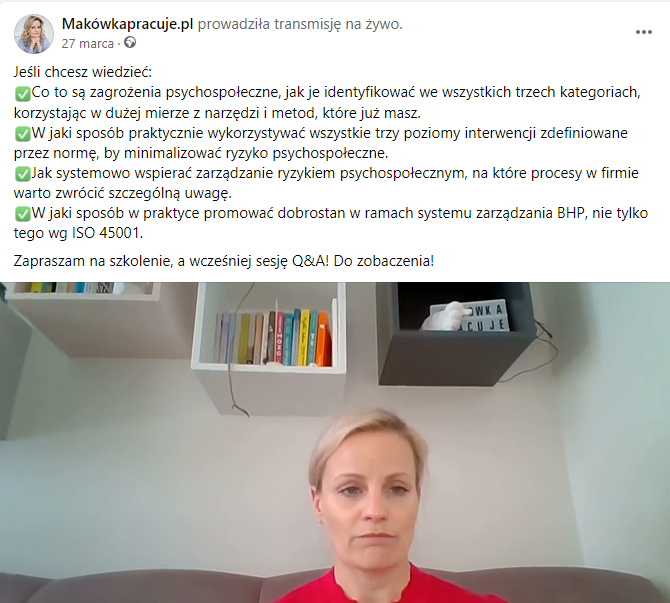 Makówkapracuje.pl prowadziła transmisję na żywo.
27 marca ·
Jeśli chcesz wiedzieć:
✅Co to są zagrożenia psychospołeczne, jak je identyfikować we wszystkich trzech kategoriach,
korzystając w dużej mierze z narzędzi i metod, które już masz.
✅W jaki sposób praktycznie wykorzystywać wszystkie trzy poziomy interwencji zdefiniowane
przez normę, by minimalizować ryzyko psychospołeczne.
✅Jak systemowo wspierać zarządzanie ryzykiem psychospołecznym, na które procesy w firmie
warto zwrócić szczególną uwagę.
✅W jaki sposób w praktyce promować dobrostan w ramach systemu zarządzania BHP, nie tylko
tego wg ISO 45001.
Zapraszam na szkolenie, a wcześniej sesję Q&A! Do zobaczenia!
WKA
CUJE